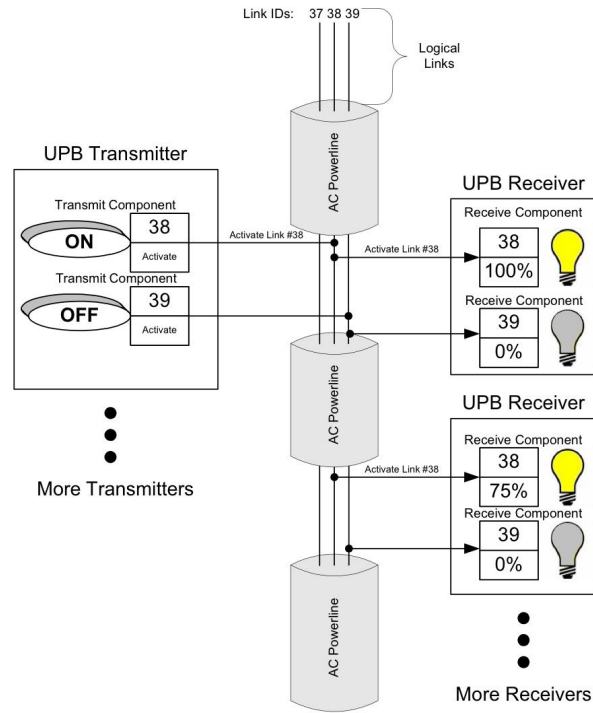 Link IDs: 37 38 39
Logical
Links
AC Powerline
UPB Transmitter
Transmit Component
ON
38
Activate
Transmit Component
OFF
39
Activate
More Transmitters
Activate Link #38
Activate Link #38
UPB Receiver
Receive Component
38
100%
Receive Component
39
0%
AC Powerline
UPB Receiver
Activate Link #38
Receive Component
38
75%
Receive Component
39
0%
AC Powerline
More Receivers